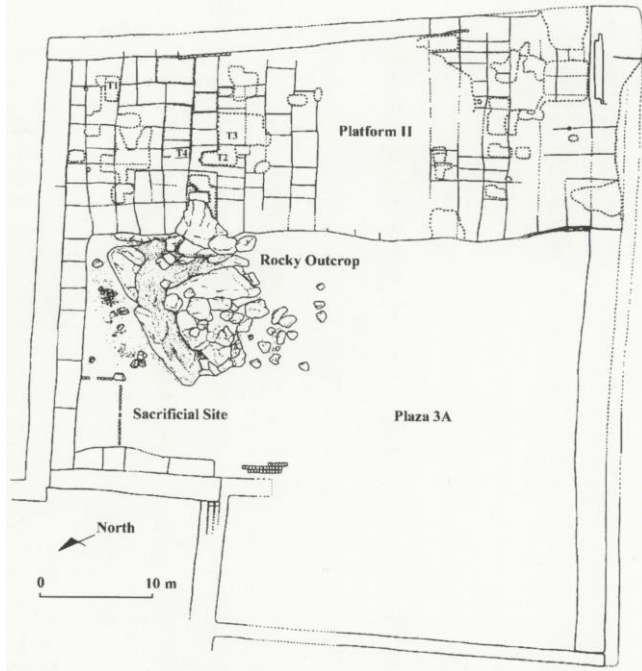 T1
T3
Platform II
T4
T2
Rocky Outcrop
Sacrificial Site
Plaza 3A
North
0 10 m